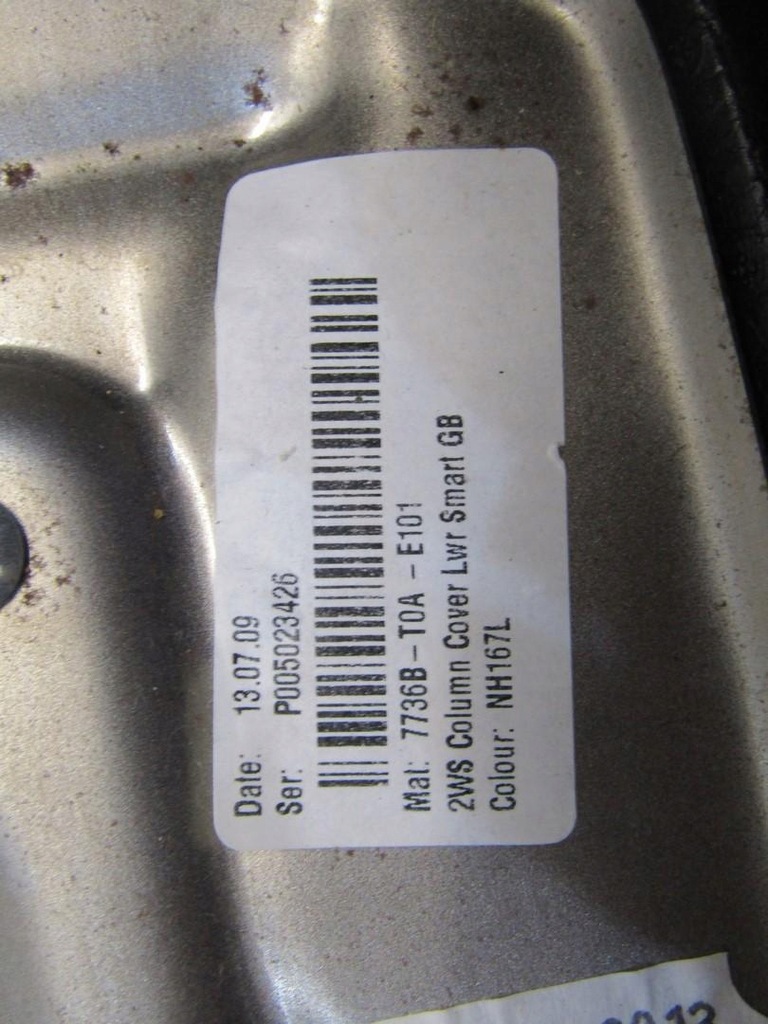 Date: 13.07.09
Ser: P005023426
Mat: 7736B-T0A -E101
2WS Column Cover Lwr Smart GB
Colour: NH167L